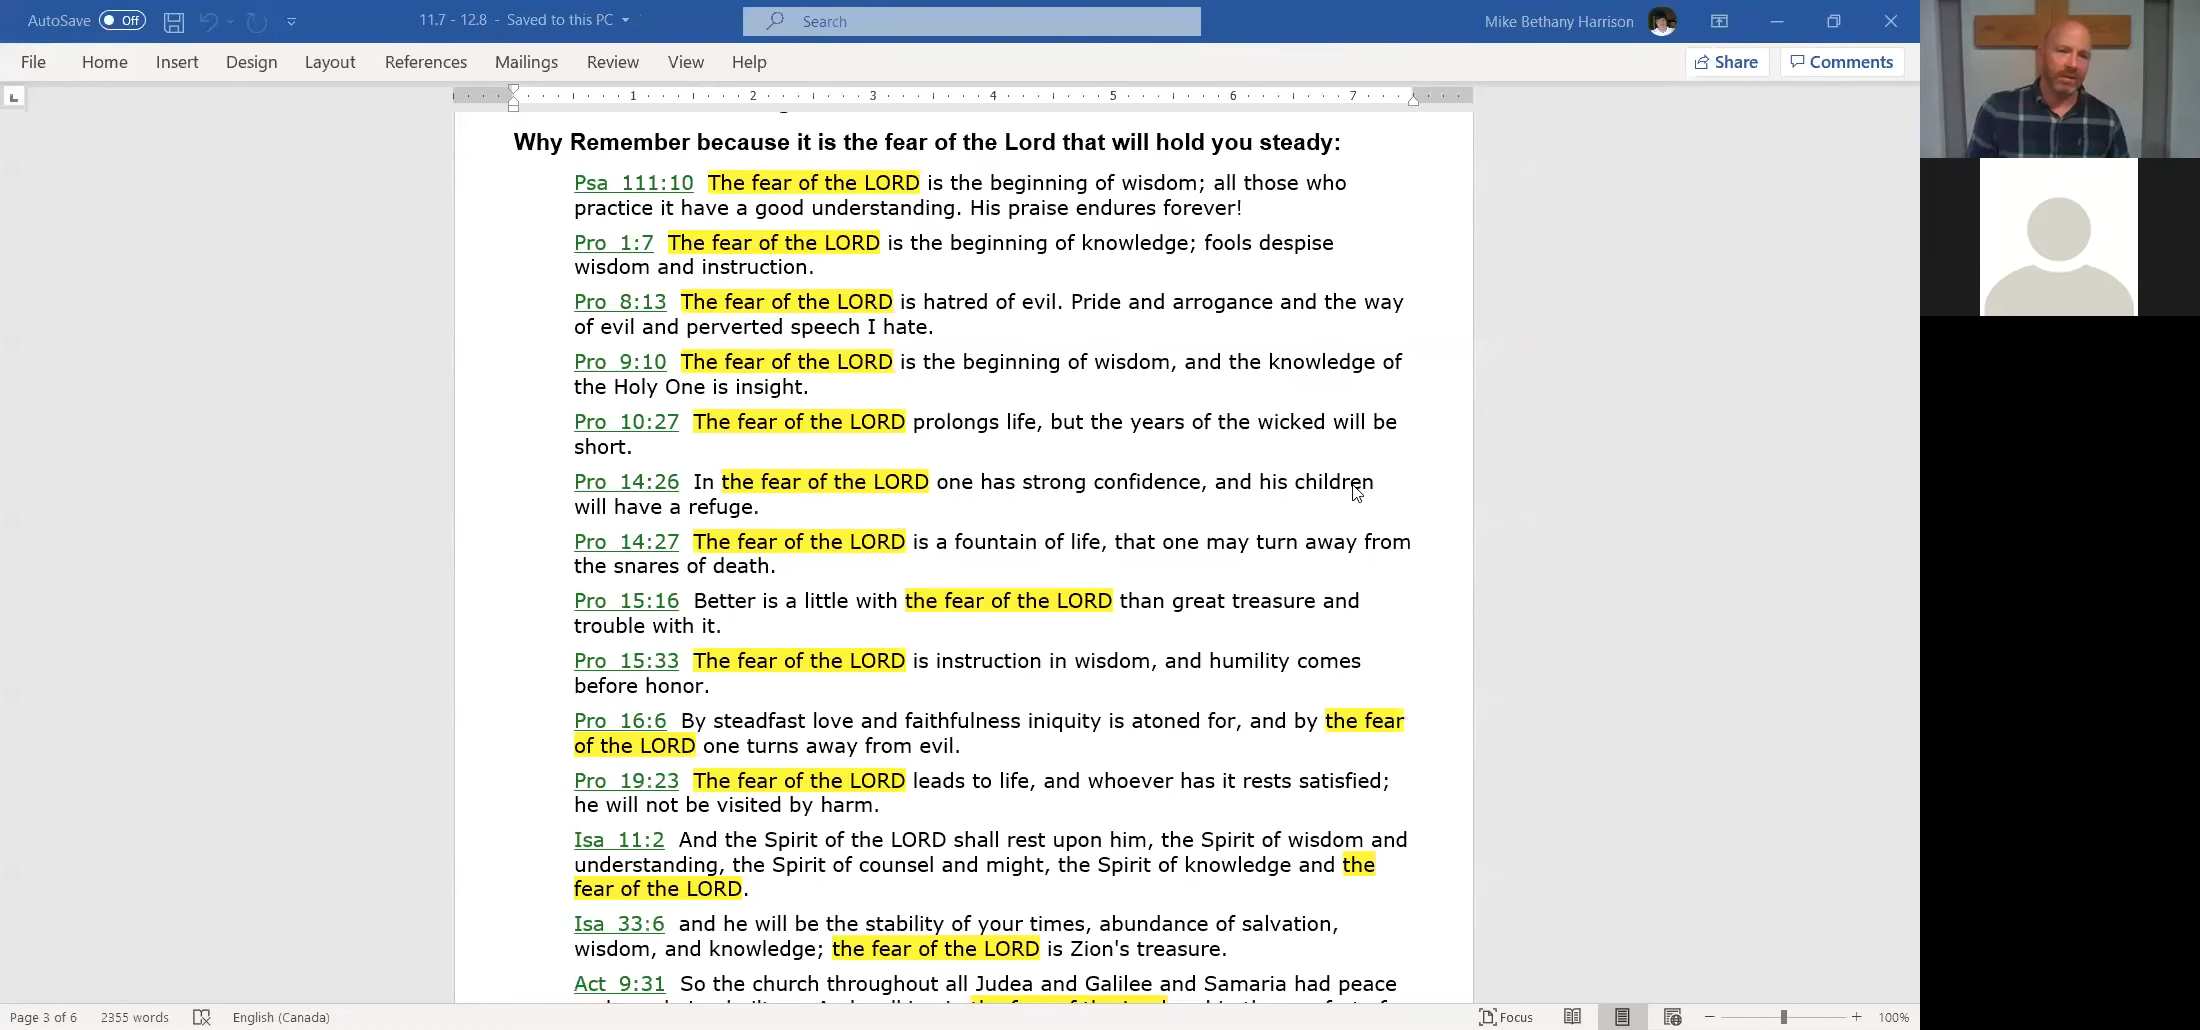 AutoSave Off 11.7 - 12.8 - Saved to this PC Search Mike Bethany Harrison
File Home Insert Design Layout References Mailings Review View Help Share Comments
1 2 3 4 5 6 7
Why Remember because it is the fear of the Lord that will hold you steady:
Psa 111:10 The fear of the LORD is the beginning of wisdom; all those who
practice it have a good understanding. His praise endures forever!
Pro 1:7 The fear of the LORD is the beginning of knowledge; fools despise
wisdom and instruction.
Pro 8:13 The fear of the LORD is hatred of evil. Pride and arrogance and the way
of evil and perverted speech I hate.
Pro 9:10 The fear of the LORD is the beginning of wisdom, and the knowledge of
the Holy One is insight.
Pro 10:27 The fear of the LORD prolongs life, but the years of the wicked will be
short.
Pro 14:26 In the fear of the LORD one has strong confidence, and his children
will have a refuge.
Pro 14:27 The fear of the LORD is a fountain of life, that one may turn away from
the snares of death.
Pro 15:16 Better is a little with the fear of the LORD than great treasure and
trouble with it.
Pro 15:33 The fear of the LORD is instruction in wisdom, and humility comes
before honor.
Pro 16:6 By steadfast love and faithfulness iniquity is atoned for, and by the fear
of the LORD one turns away from evil.
Pro 19:23 The fear of the LORD leads to life, and whoever has it rests satisfied;
he will not be visited by harm.
Isa 11:2 And the Spirit of the LORD shall rest upon him, the Spirit of wisdom and
understanding, the Spirit of counsel and might, the Spirit of knowledge and the
fear of the LORD.
Isa 33:6 and he will be the stability of your times, abundance of salvation,
wisdom, and knowledge; the fear of the LORD is Zion's treasure.
Act 9:31 So the church throughout all Judea and Galilee and Samaria had peace
Page 3 of 6 2355 words English (Canada) Focus 100%